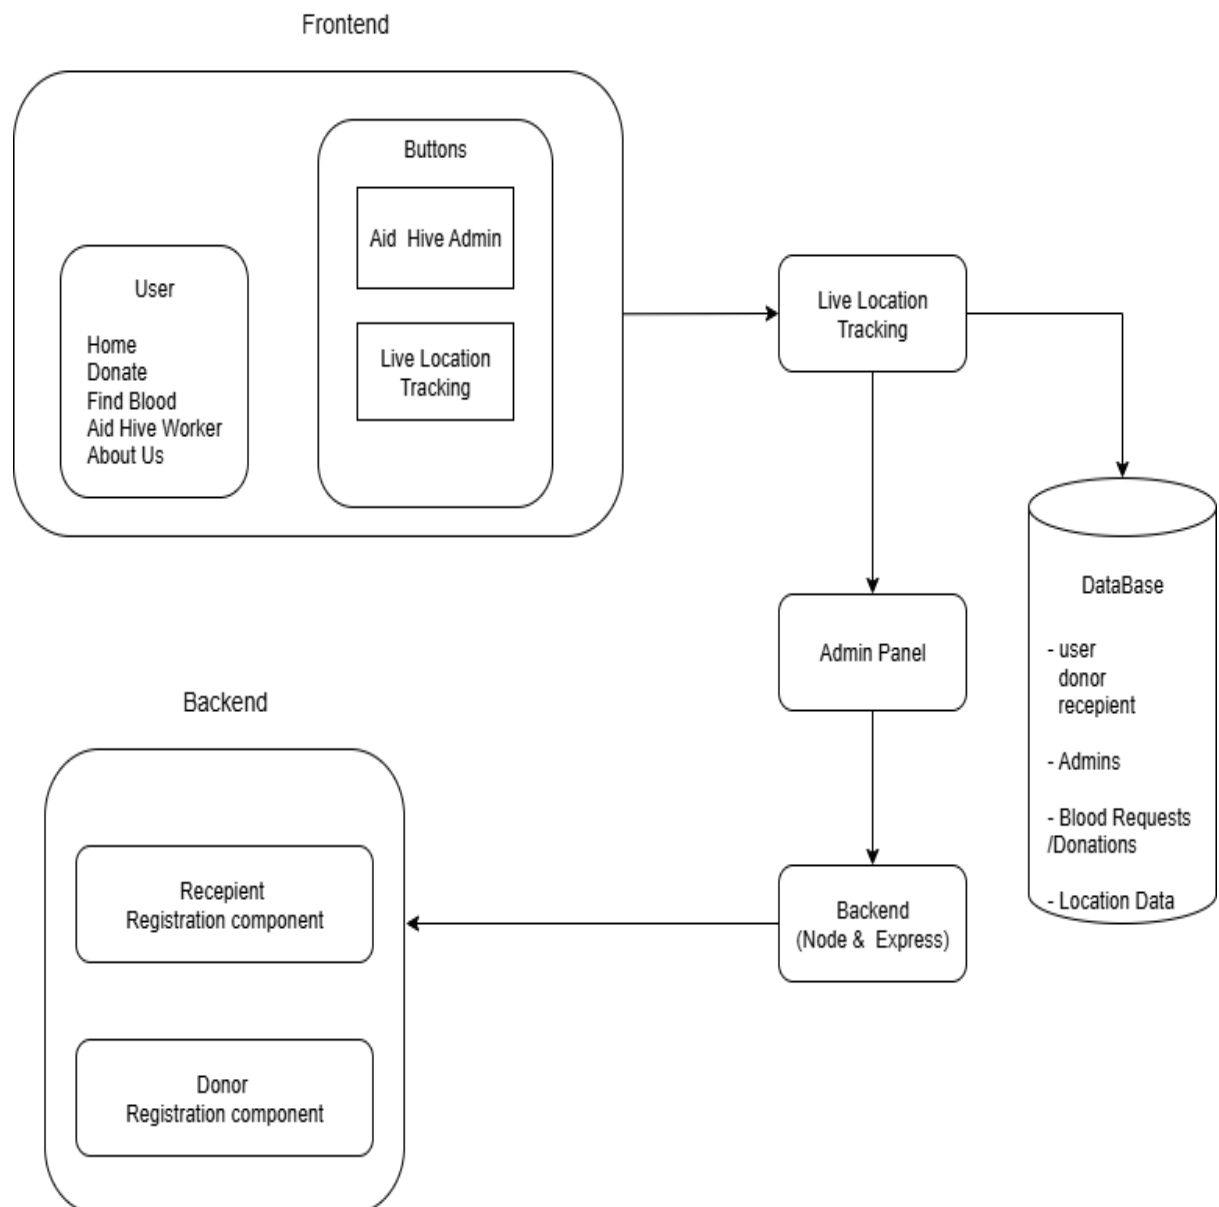 Frontend
Buttons
Aid Hive Admin
Live Location
Tracking
User
Home
Donate
Find Blood
Aid Hive Worker
About Us
Live Location
Tracking
Admin Panel
DataBase
- user
donor
recepient
- Admins
- Blood Requests
/Donations
- Location Data
Backend
(Node & Express)
Backend
Recepient
Registration component
Donor
Registration component